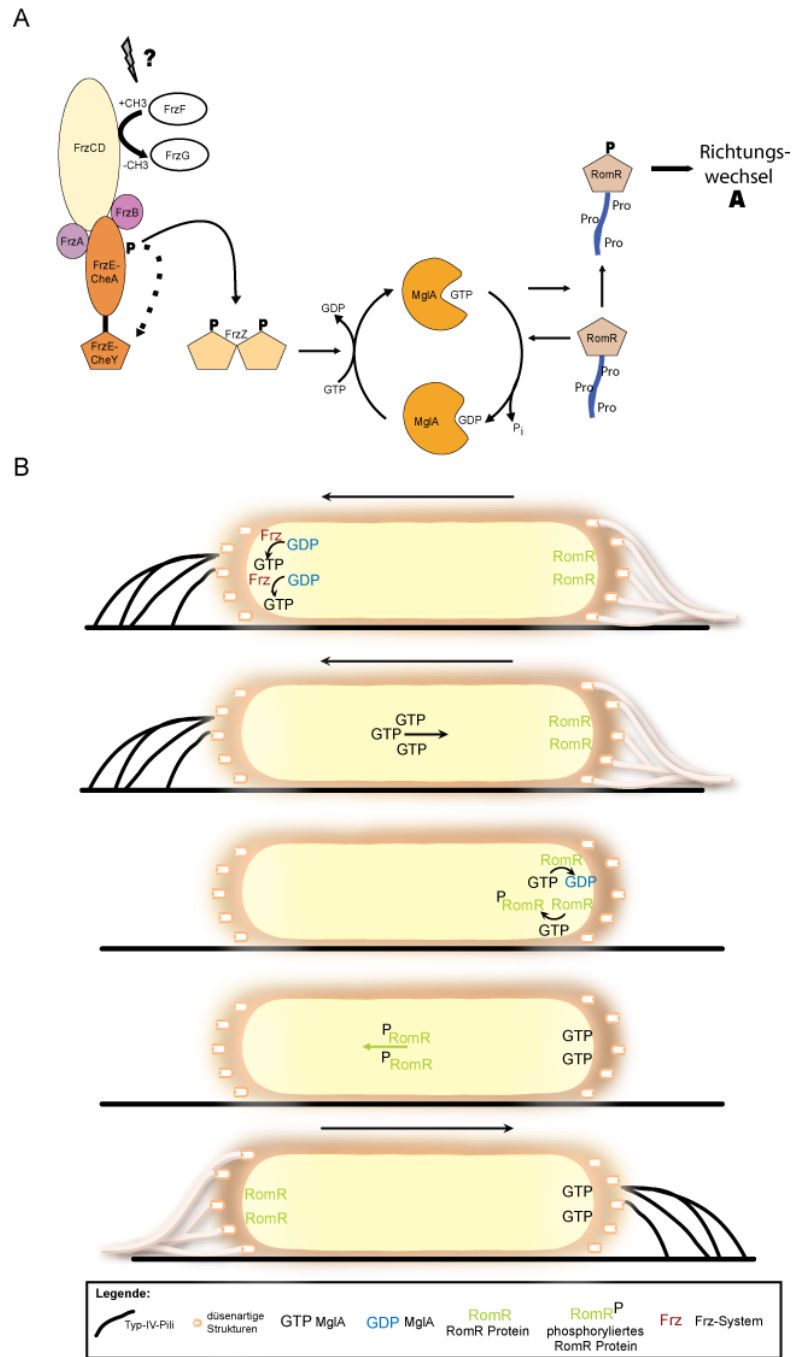 A
?
+CH3
FrzF
FrzCD
FrzG
-CH3
FrzB
FrzA
P
FrzE-
CheA
FrzE-
CheY
P P
FrzZ
GDP
GTP
MglA GTP
MglA GDP
Pi
P
RomR
Pro
Pro
Pro
Richtungs-
wechsel
A
RomR
Pro
Pro
Pro
B
Frz
GDP
GTP
Frz GDP
GTP
RomR
RomR
GTP
GTP
GTP
RomR
RomR
RomR
GTP GDP
P
RomR RomR
GTP
P
RomR
P
RomR
GTP
GTP
RomR
RomR
GTP
GTP
Legende:
Typ-IV-Pili
düsenartige
Strukturen
GTP MglA
GDP MglA
RomR
RomR Protein
RomR P
phosphoryliertes
RomR Protein
Frz Frz-System